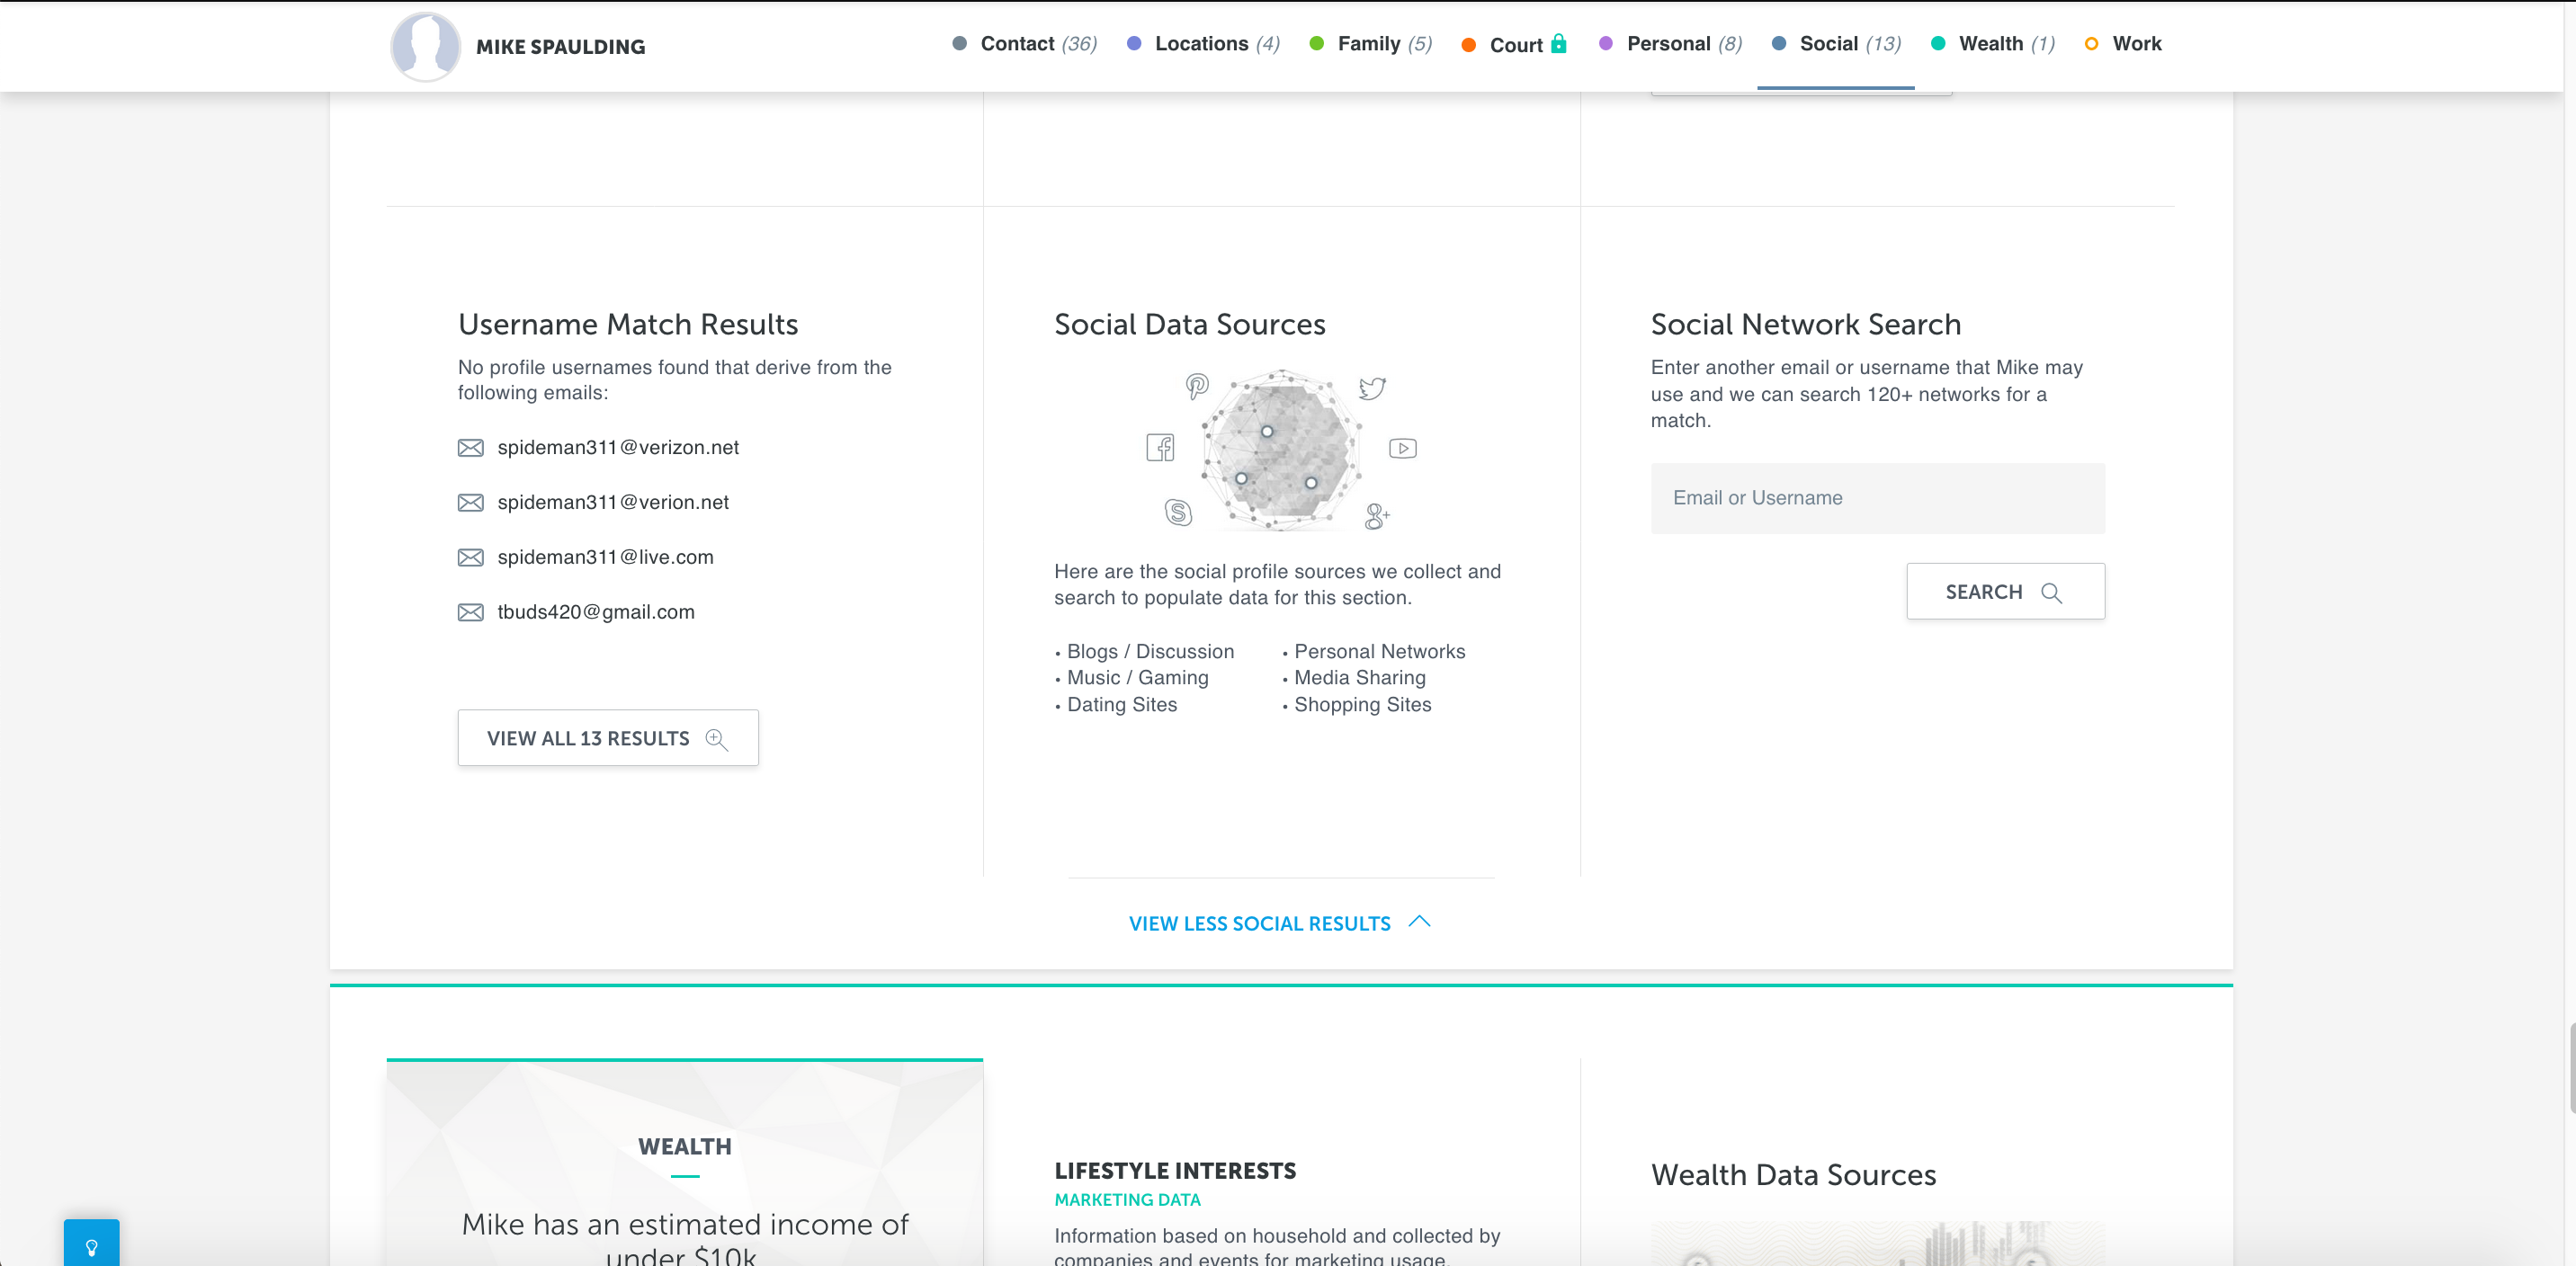 MIKE SPAULDING
Contact (36) Locations (4) Family (5) Court Personal (8) Social (13) Wealth (1) Work
Username Match Results
No profile usernames found that derive from the
following emails:
spideman311@verizon.net
spideman311@verion.net
spideman311@live.com
tbuds420@gmail.com
VIEW ALL 13 RESULTS
Social Data Sources
Here are the social profile sources we collect and
search to populate data for this section.
• Blogs / Discussion
• Music / Gaming
• Dating Sites
• Personal Networks
• Media Sharing
• Shopping Sites
Social Network Search
Enter another email or username that Mike may
use and we can search 120+ networks for a
match.
Email or Username
SEARCH
VIEW LESS SOCIAL RESULTS
WEALTH
Mike has an estimated income of
under $10k
LIFESTYLE INTERESTS
MARKETING DATA
Information based on household and collected by
companies and events for marketing usage.
Wealth Data Sources